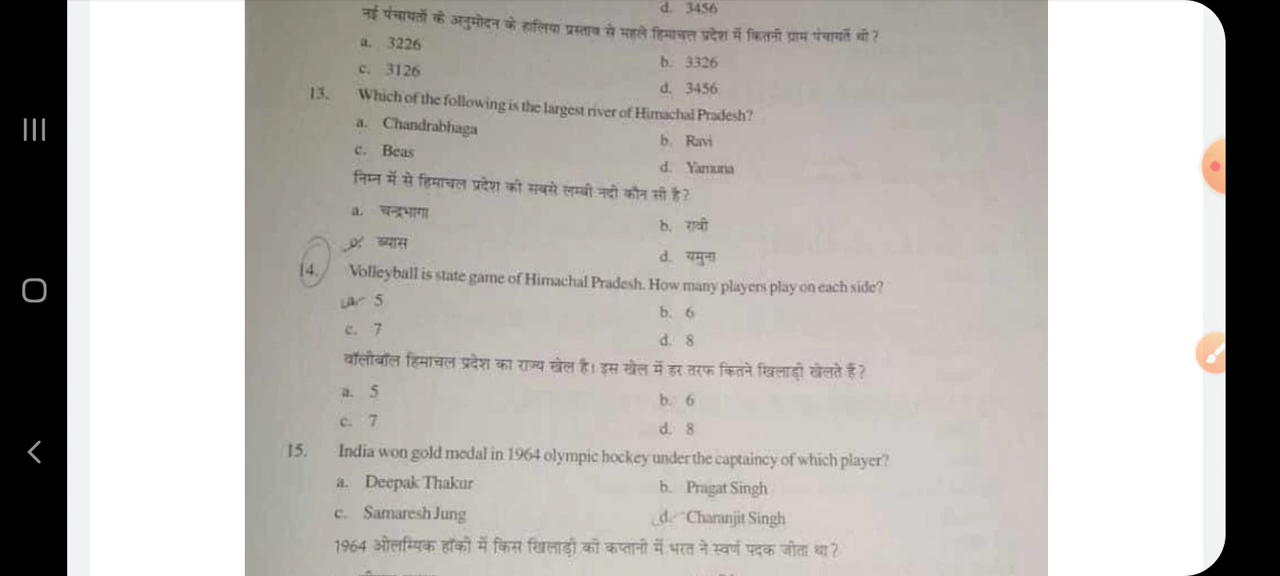 d. 3456
नई पंचायतों के अनुमोदन के हालिया प्रस्ताव से महले हिमाचल प्रदेश में कितनी ग्राम पंचायतें थी?
a. 3226
b. 3326
c. 3126
d. 3456
13. Which of the following is the largest river of Himachal Pradesh?
a. Chandrabhaga
b. Ravi
c. Beas
d. Yamuna
निम्न में से हिमाचल प्रदेश की सबसे लम्बी नदी कौन सी है?
a. चन्द्रभागा
b. रावी
c. ब्यास
d. यमुना
14. Volleyball is state game of Himachal Pradesh. How many players play on each side?
a. 5
b. 6
c. 7
d. 8
वॉलीबॉल हिमाचल प्रदेश का राज्य खेल है। इस खेल में हर तरफ कितने खिलाड़ी खेलते हैं?
a. 5
b. 6
c. 7
d. 8
15. India won gold medal in 1964 olympic hockey under the captaincy of which player?
a. Deepak Thakur
b. Pragat Singh
c. Samaresh Jung
d. Charanjit Singh
1964 ओलम्पिक हॉकी में किस खिलाड़ी की कप्तानी में भरत ने स्वर्ण पदक जीता था?